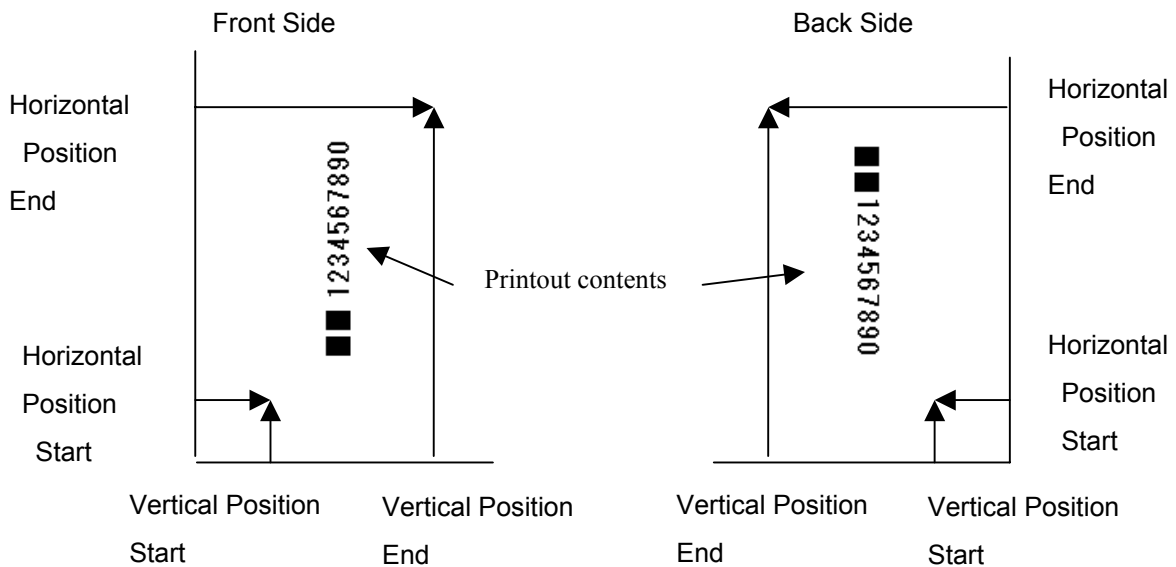 Front Side
Back Side
Horizontal
Position
End
Horizontal
Position
End
1234567890
1234567890
Printout contents
Horizontal
Position
Start
Horizontal
Position
Start
Vertical Position
Start
Vertical Position
End
Vertical Position
End
Vertical Position
Start